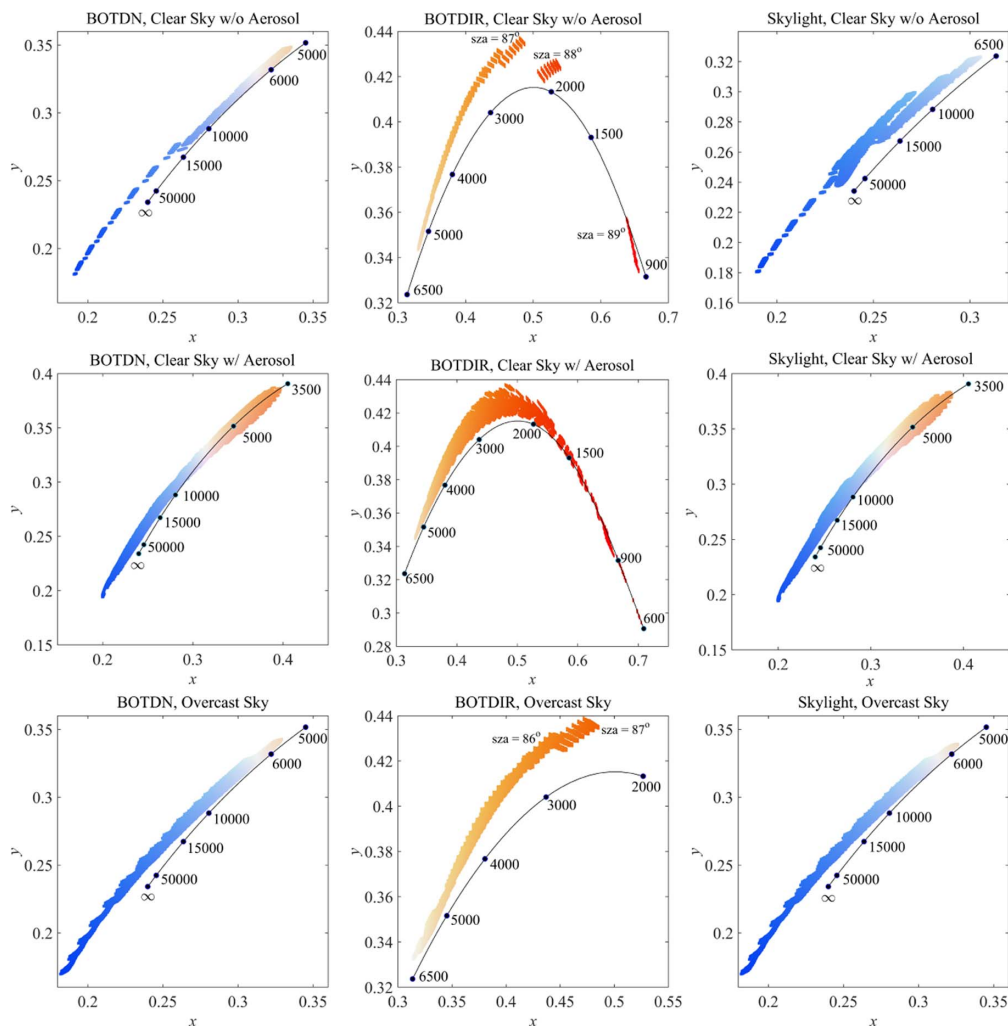 BOTDN, Clear Sky w/o Aerosol
0.35
5000
6000
0.3
10000
y
15000
0.25
50000
∞
0.2
0.2 0.25 0.3 0.35
x
BOTDIR, Clear Sky w/o Aerosol
0.44
sza = 87°
sza = 88°
0.42
2000
0.4
3000
1500
y
0.38
4000
0.36
5000
sza = 89°
0.34
900
6500
0.32
0.3 0.4 0.5 0.6 0.7
x
Skylight, Clear Sky w/o Aerosol
6500
0.32
0.3
10000
0.28
15000
0.26
y
0.24
50000
∞
0.22
0.2
0.18
0.16
0.2 0.25 0.3
x
BOTDN, Clear Sky w/ Aerosol
0.4
3500
0.35
5000
0.3
10000
y
15000
0.25
50000
∞
0.2
0.15
0.2 0.3 0.4
x
BOTDIR, Clear Sky w/ Aerosol
0.44
0.42
2000
0.4
3000
1500
0.38
4000
y
0.36
5000
0.34
900
6500
0.32
0.3
600
0.28
0.3 0.4 0.5 0.6 0.7
x
Skylight, Clear Sky w/ Aerosol
0.4
3500
0.35
5000
0.3
10000
y
15000
0.25
50000
∞
0.2
0.15
0.2 0.3 0.4
x
BOTDN, Overcast Sky
0.35
5000
6000
0.3
10000
y
15000
0.25
50000
∞
0.2
0.2 0.25 0.3 0.35
x
BOTDIR, Overcast Sky
0.44
sza = 86°
sza = 87°
0.42
2000
0.4
3000
y
0.38
4000
0.36
5000
0.34
6500
0.32
0.3 0.35 0.4 0.45 0.5 0.55
x
Skylight, Overcast Sky
0.35
5000
6000
0.3
10000
y
15000
0.25
50000
∞
0.2
0.2 0.25 0.3 0.35
x